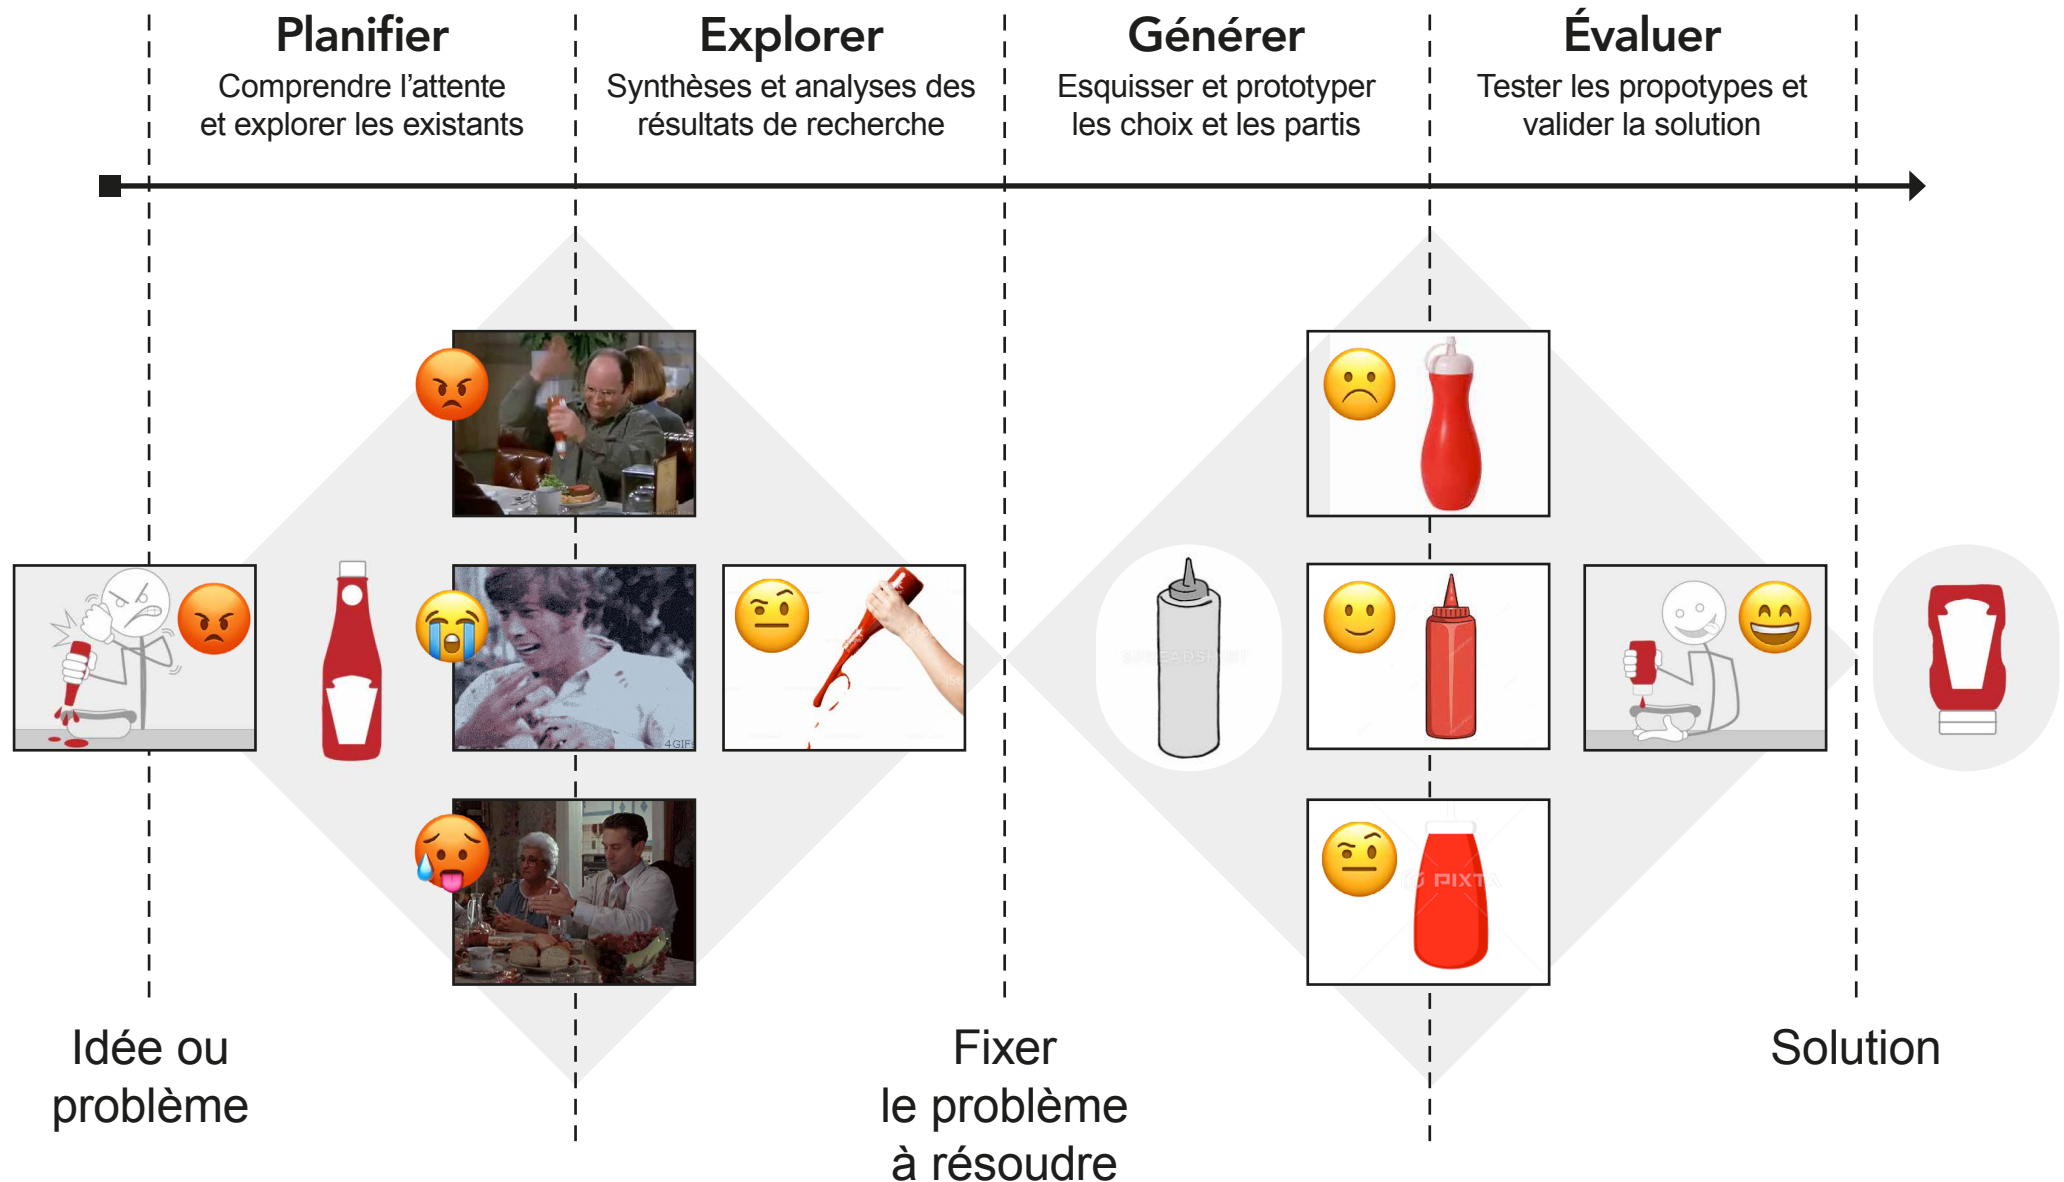 Planifier
Comprendre l’attente
et explorer les existants
Explorer
Synthèses et analyses des
résultats de recherche
Générer
Esquisser et prototyper
les choix et les partis
Évaluer
Tester les propotypes et
valider la solution
4GIFs
SPREADSHIRT
PIXTA
Idée ou
problème
Fixer
le problème
à résoudre
Solution